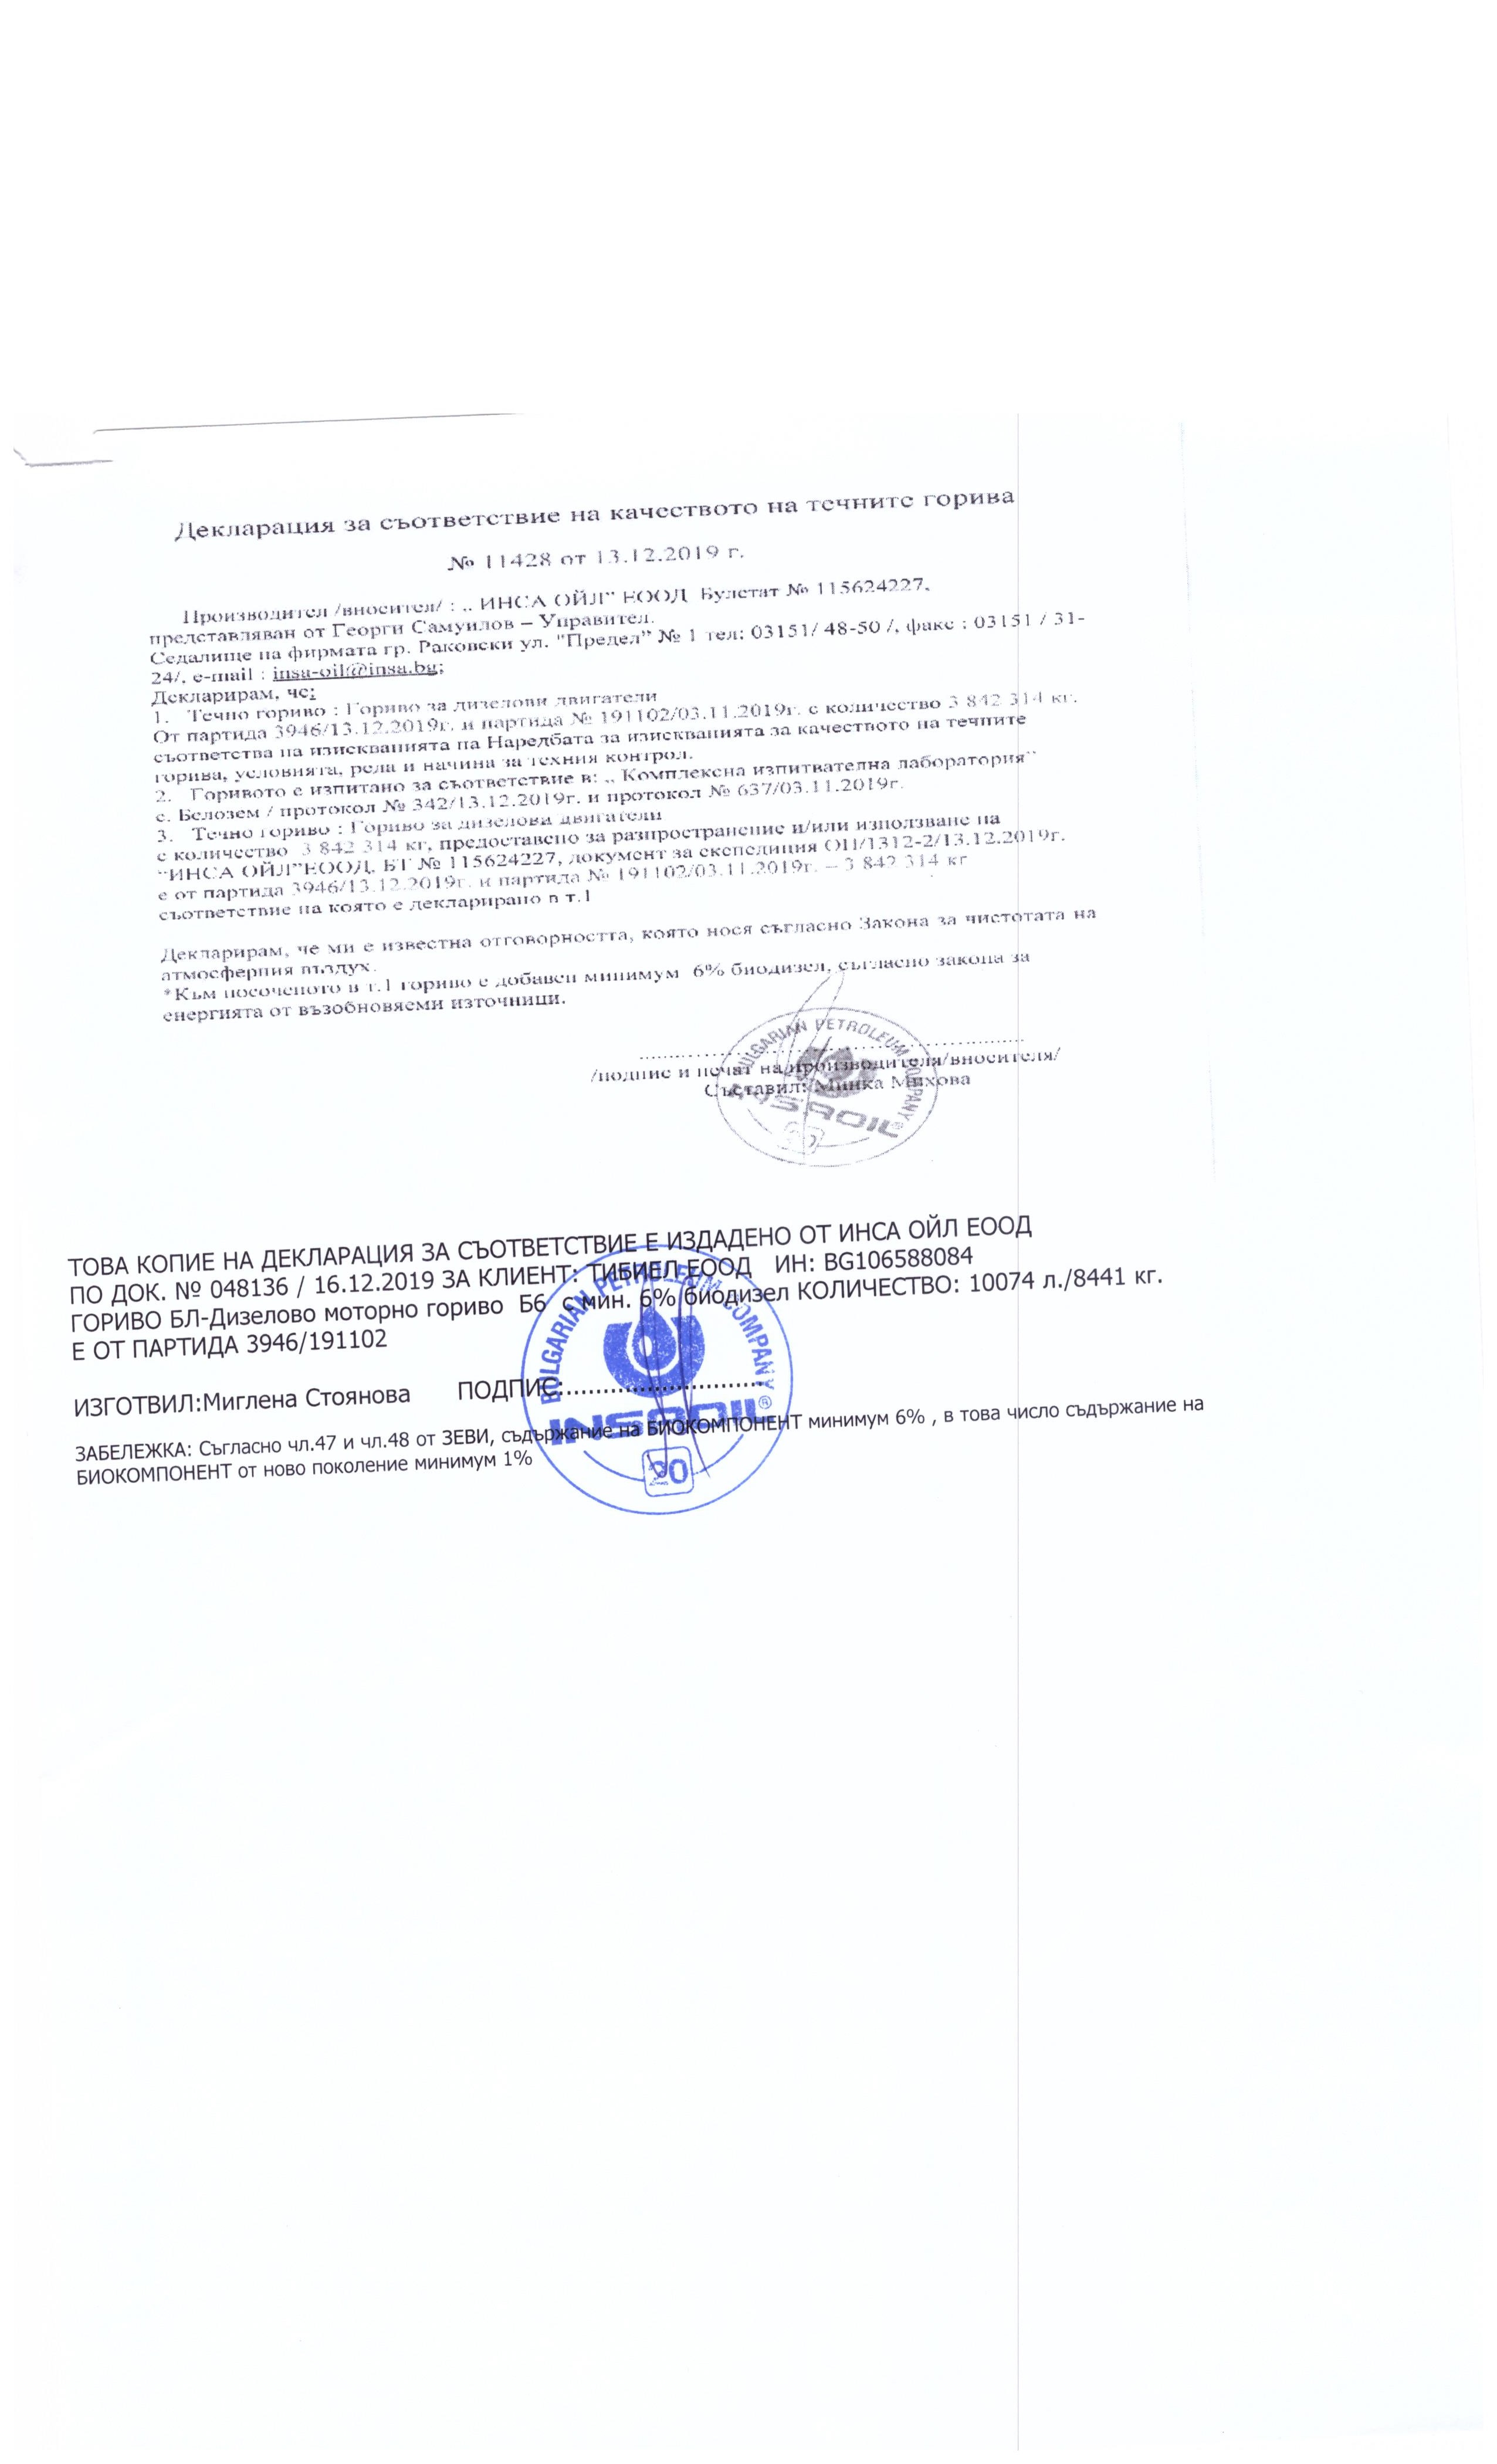 Декларация за съответствие на качеството на течните горива
№ 11428 от 13.12.2019 г.
Производител /вносител/ : „ ИНСА ОЙЛ" ЕООД Булстат № 115624227,
представляван от Георги Самуилов – Управител.
Седалище на фирмата гр. Раковски ул. "Предел" № 1 тел: 03151/ 48-50 /, факс : 03151 / 31-
24/, e-mail : insa-oil@insa.bg;
Декларирам, че:
1. Течно гориво : Гориво за дизелови двигатели
От партида 3946/13.12.2019г. и партида № 191102/03.11.2019г. с количество 3 842 314 кг.
съответства на изискванията на Наредбата за изискванията за качеството на течните
горива, условията, реда и начина за техния контрол.
2. Горивото е изпитано за съответствие в: „ Комплексна изпитвателна лаборатория"
с. Белозем / протокол № 342/13.12.2019г. и протокол № 637/03.11.2019г.
3. Течно гориво : Гориво за дизелови двигатели
с количество 3 842 314 кг, предоставено за разпространение и/или използване на
"ИНСА ОЙЛ"ЕООД, БТ № 115624227, документ за експедиция ОП/1312-2/13.12.2019г.
е от партида 3946/13.12.2019г. и партида № 191102/03.11.2019г. – 3 842 314 кг
съответствие на която е декларирано в т.1
Декларирам, че ми е известна отговорността, която нося съгласно Закона за чистотата на
атмосферния въздух.
*Към посоченото в т.1 гориво е добавен минимум 6% биодизел, съгласно закона за
енергията от възобновяеми източници.
BULGARIAN PETROLEUM COMPANY
/подпис и печат на производителя/вносителя/
Съставил: Минка Михова
INSAOIL®
20
ТОВА КОПИЕ НА ДЕКЛАРАЦИЯ ЗА СЪОТВЕТСТВИЕ Е ИЗДАДЕНО ОТ ИНСА ОЙЛ ЕООД
ПО ДОК. № 048136 / 16.12.2019 ЗА КЛИЕНТ: ТИБИЕЛ ЕООД ИН: BG106588084
ГОРИВО БЛ-Дизелово моторно гориво Б6 с мин. 6% биодизел КОЛИЧЕСТВО: 10074 л./8441 кг.
Е ОТ ПАРТИДА 3946/191102
BULGARIAN PETROLEUM COMPANY
ИЗГОТВИЛ:Миглена Стоянова ПОДПИС:..............................
INSAOIL®
ЗАБЕЛЕЖКА: Съгласно чл.47 и чл.48 от ЗЕВИ, съдържание на БИОКОМПОНЕНТ минимум 6% , в това число съдържание на
БИОКОМПОНЕНТ от ново поколение минимум 1%
20